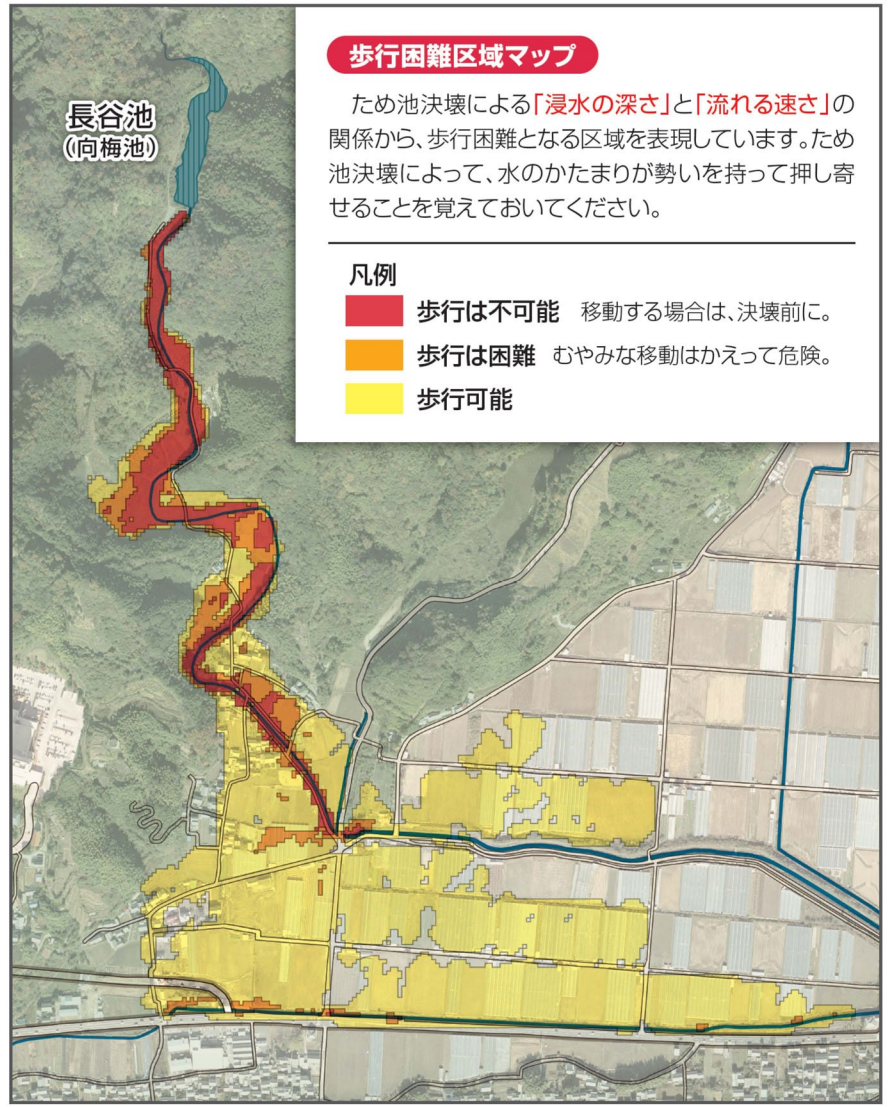 歩行困難区域マップ
ため池決壊による「浸水の深さ」と「流れる速さ」の
関係から、歩行困難となる区域を表現しています。ため
池決壊によって、水のかたまりが勢いを持って押し寄
せることを覚えておいてください。
凡例
歩行は不可能 移動する場合は、決壊前に。
歩行は困難 むやみな移動はかえって危険。
歩行可能
長谷池
(向梅池)